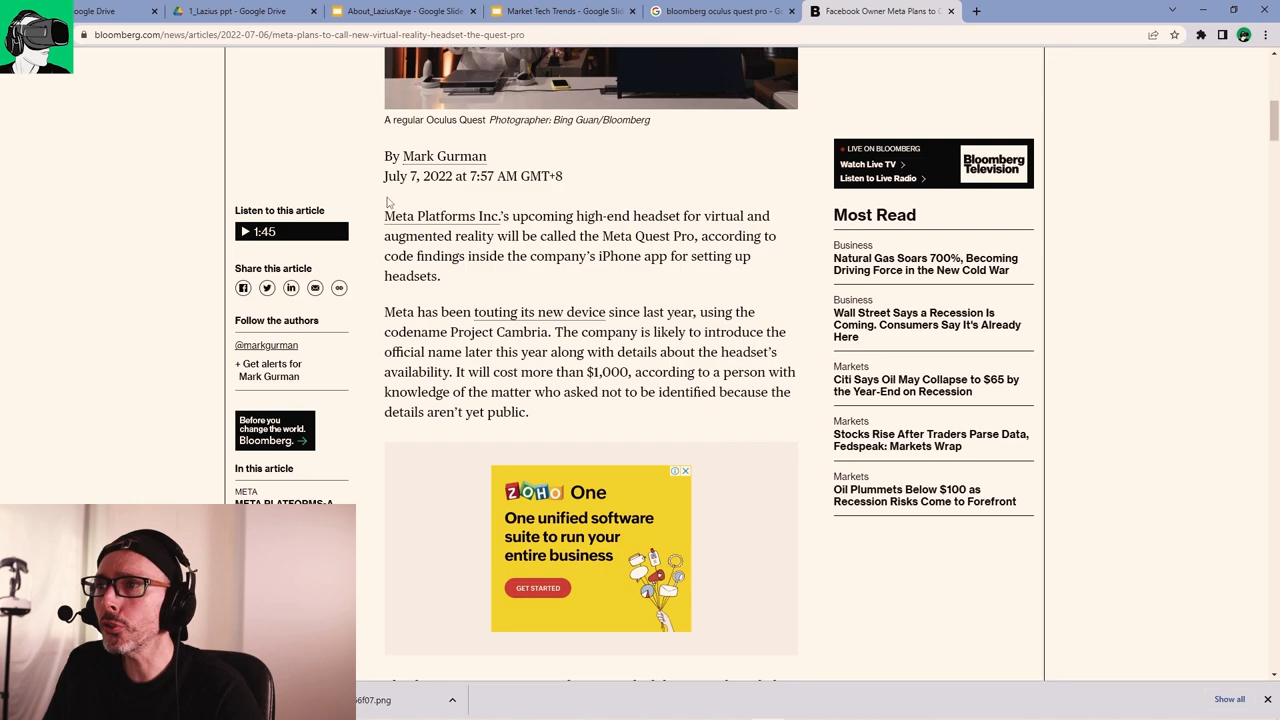 Google Drive
1_Lazius ppt - Google Drive
- Google Slide
- Google Slide
bloomberg oculus quest pro - Go
Facebook Owner Meta Plans to C
bloomberg.com/news/articles/2022-07-06/meta-plans-to-call-new-virtual-reality-headset-the-quest-pro
A regular Oculus Quest Photographer: Bing Guan/Bloomberg
By Mark Gurman
July 7, 2022 at 7:57 AM GMT+8
Listen to this article
1:45
Share this article
Follow the authors
@markgurman
+ Get alerts for
Mark Gurman
Before you
change the world.
Bloomberg.
In this article
META
META PLATFORMS-A
Meta Platforms Inc.’s upcoming high-end headset for virtual and
augmented reality will be called the Meta Quest Pro, according to
code findings inside the company’s iPhone app for setting up
headsets.
Meta has been touting its new device since last year, using the
codename Project Cambria. The company is likely to introduce the
official name later this year along with details about the headset’s
availability. It will cost more than $1,000, according to a person with
knowledge of the matter who asked not to be identified because the
details aren’t yet public.
ZOHO One
One unified software
suite to run your
entire business
GET STARTED
LIVE ON BLOOMBERG
Watch Live TV
Listen to Live Radio
Bloomberg
Television
Most Read
Business
Natural Gas Soars 700%, Becoming
Driving Force in the New Cold War
Business
Wall Street Says a Recession Is
Coming. Consumers Say It's Already
Here
Markets
Citi Says Oil May Collapse to $65 by
the Year-End on Recession
Markets
Stocks Rise After Traders Parse Data,
Fedspeak: Markets Wrap
Markets
Oil Plummets Below $100 as
Recession Risks Come to Forefront
6f07.png
Show all